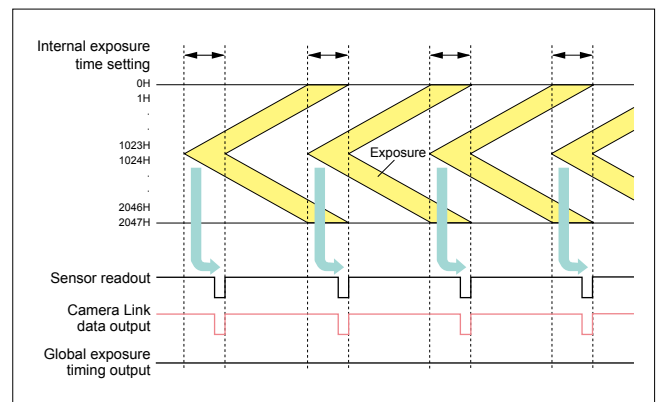 Internal exposure
time setting
0H
1H
.
.
1023H
1024H
.
.
2046H
2047H
Exposure
Sensor readout
Camera Link
data output
Global exposure
timing output